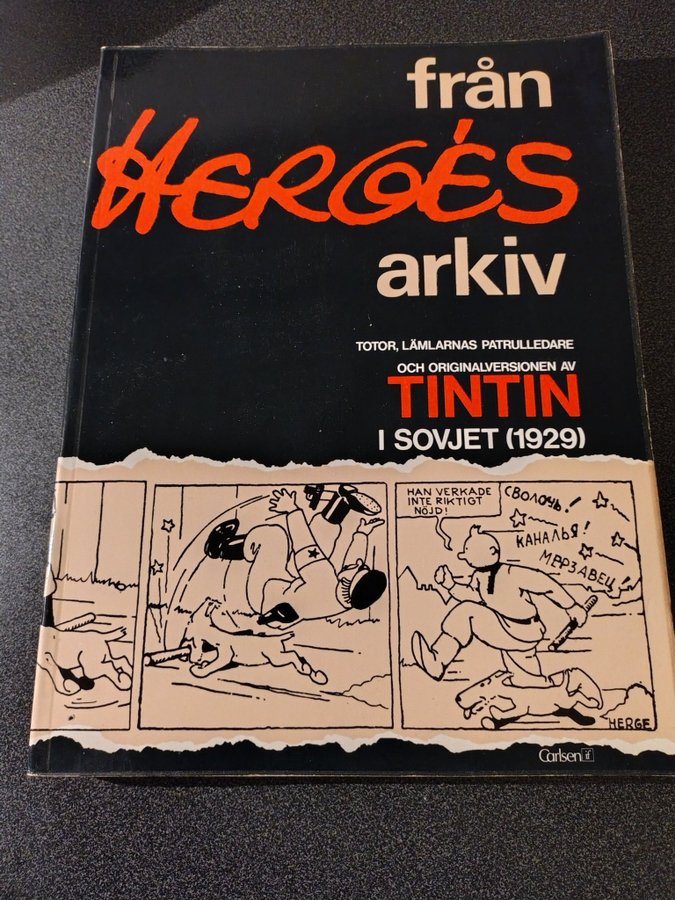 från
HERGÉS
arkiv
TOTOR, LÄMLARNAS PATRULLEDARE
OCH ORIGINALVERSIONEN AV
TINTIN
I SOVJET (1929)
HAN VERKADE
INTE RIKTIGT
NÖJD!
СВОЛОЧЬ!
КАНАЛЬЯ!
МЕРЗАВЕЦ!
HERGE
Carlsen if